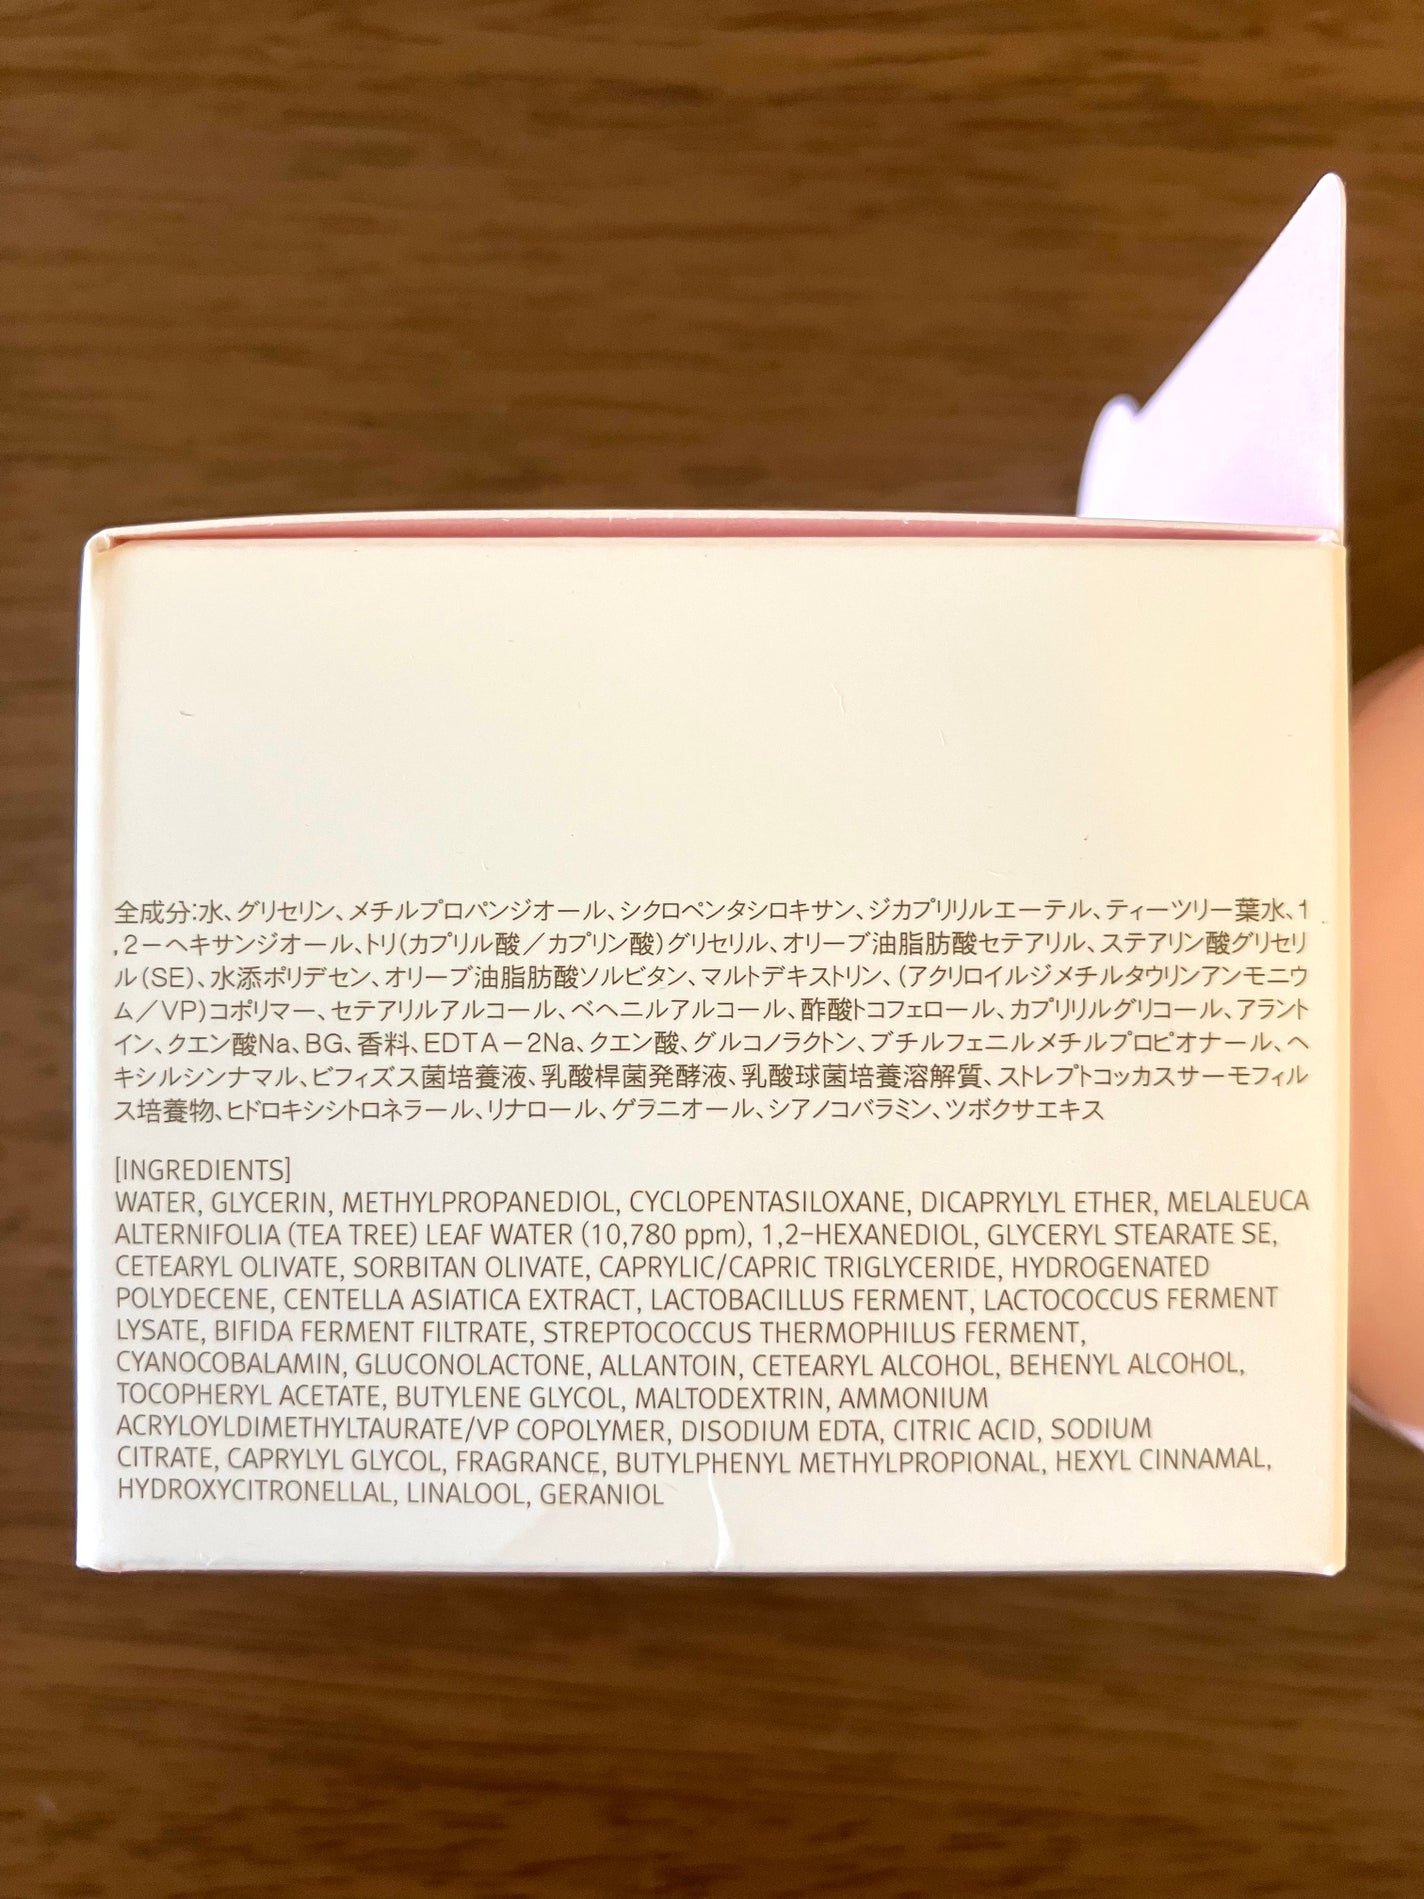 全成分:水、グリセリン、メチルプロパンジオール、シクロペンタシロキサン、ジカプリリルエーテル、ティーツリー葉水、1
,2－ヘキサンジオール、トリ(カプリル酸／カプリン酸)グリセリル、オリーブ油脂肪酸セテアリル、ステアリン酸グリセリ
ル(SE)、水添ポリデセン、オリーブ油脂肪酸ソルビタン、マルトデキストリン、(アクリロイルジメチルタウリンアンモニウ
ム／VP)コポリマー、セテアリルアルコール、ベヘニルアルコール、酢酸トコフェロール、カプリリルグリコール、アラント
イン、クエン酸Na、BG、香料、EDTA－2Na、クエン酸、グルコノラクトン、ブチルフェニルメチルプロピオナール、ヘ
キシルシンナマル、ビフィズス菌培養液、乳酸桿菌発酵液、乳酸球菌培養溶解質、ストレプトコッカスサーモフィル
ス培養物、ヒドロキシシトロネラール、リナロール、ゲラニオール、シアノコバラミン、ツボクサエキス
[INGREDIENTS]
WATER, GLYCERIN, METHYLPROPANEDIOL, CYCLOPENTASILOXANE, DICAPRYLYL ETHER, MELALEUCA
ALTERNIFOLIA (TEA TREE) LEAF WATER (10,780 ppm), 1,2-HEXANEDIOL, GLYCERYL STEARATE SE,
CETEARYL OLIVATE, SORBITAN OLIVATE, CAPRYLIC/CAPRIC TRIGLYCERIDE, HYDROGENATED
POLYDECENE, CENTELLA ASIATICA EXTRACT, LACTOBACILLUS FERMENT, LACTOCOCCUS FERMENT
LYSATE, BIFIDA FERMENT FILTRATE, STREPTOCOCCUS THERMOPHILUS FERMENT,
CYANOCOBALAMIN, GLUCONOLACTONE, ALLANTOIN, CETEARYL ALCOHOL, BEHENYL ALCOHOL,
TOCOPHERYL ACETATE, BUTYLENE GLYCOL, MALTODEXTRIN, AMMONIUM
ACRYLOYLDIMETHYLTAURATE/VP COPOLYMER, DISODIUM EDTA, CITRIC ACID, SODIUM
CITRATE, CAPRYLYL GLYCOL, FRAGRANCE, BUTYLPHENYL METHYLPROPIONAL, HEXYL CINNAMAL,
HYDROXYCITRONELLAL, LINALOOL, GERANIOL